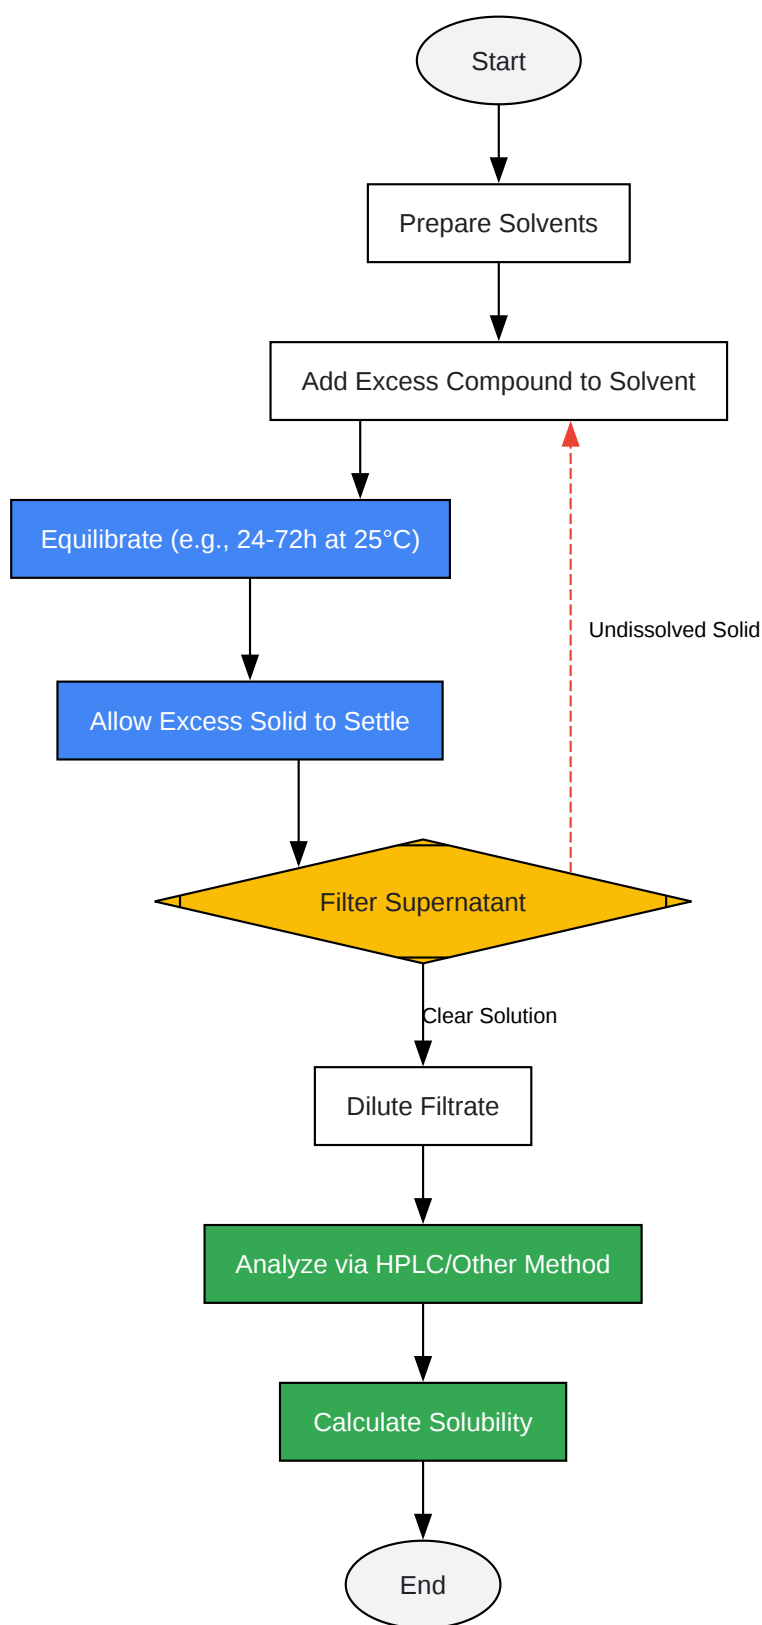 Start
Prepare Solvents
Add Excess Compound to Solvent
Equilibrate (e.g., 24-72h at 25°C)
Undissolved Solid
Allow Excess Solid to Settle
Filter Supernatant
Clear Solution
Dilute Filtrate
Analyze via HPLC/Other Method
Calculate Solubility
End